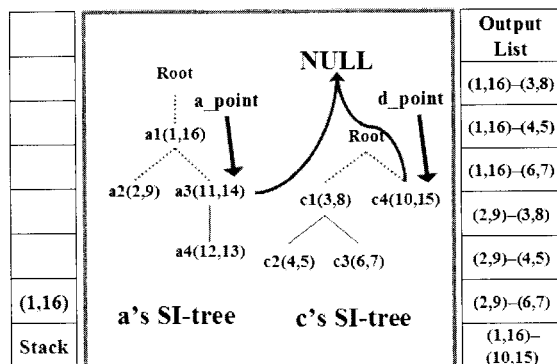 NULL
Root
a_point
d_point
a1(1,16)
Root
a2(2,9)
a3(11,14)
c1(3,8)
c4(10,15)
a4(12,13)
c2(4,5)
c3(6,7)
a's SI-tree
c's SI-tree
(1,16)
Stack
Output
List
(1,16)–(3,8)
(1,16)–(4,5)
(1,16)–(6,7)
(2,9)–(3,8)
(2,9)–(4,5)
(2,9)–(6,7)
(1,16)–
(10,15)